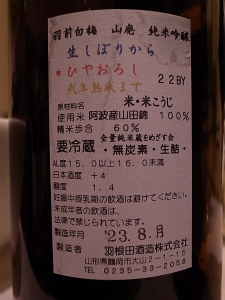 羽前白梅 山廃 純米吟醸
生しぼりから
*ひやおろし
弐年熟成まで
22BY
原材料名 米・米こうじ
使用米 阿波産山田錦 100%
精米歩合 60%
全量純米蔵をめざす会
要冷蔵 ・無炭素・生詰・
AL度15.0以上16.0未満
日本酒度 +4
酸度 1.4
妊娠中授乳期の飲酒は避けてください。
未成年者の飲酒は、
法律で禁じられています。
製造年月 '23.8.月
製造者 羽根田酒造株式会社
山形県鶴岡市大山2-1-15
TEL 0235-33-2058